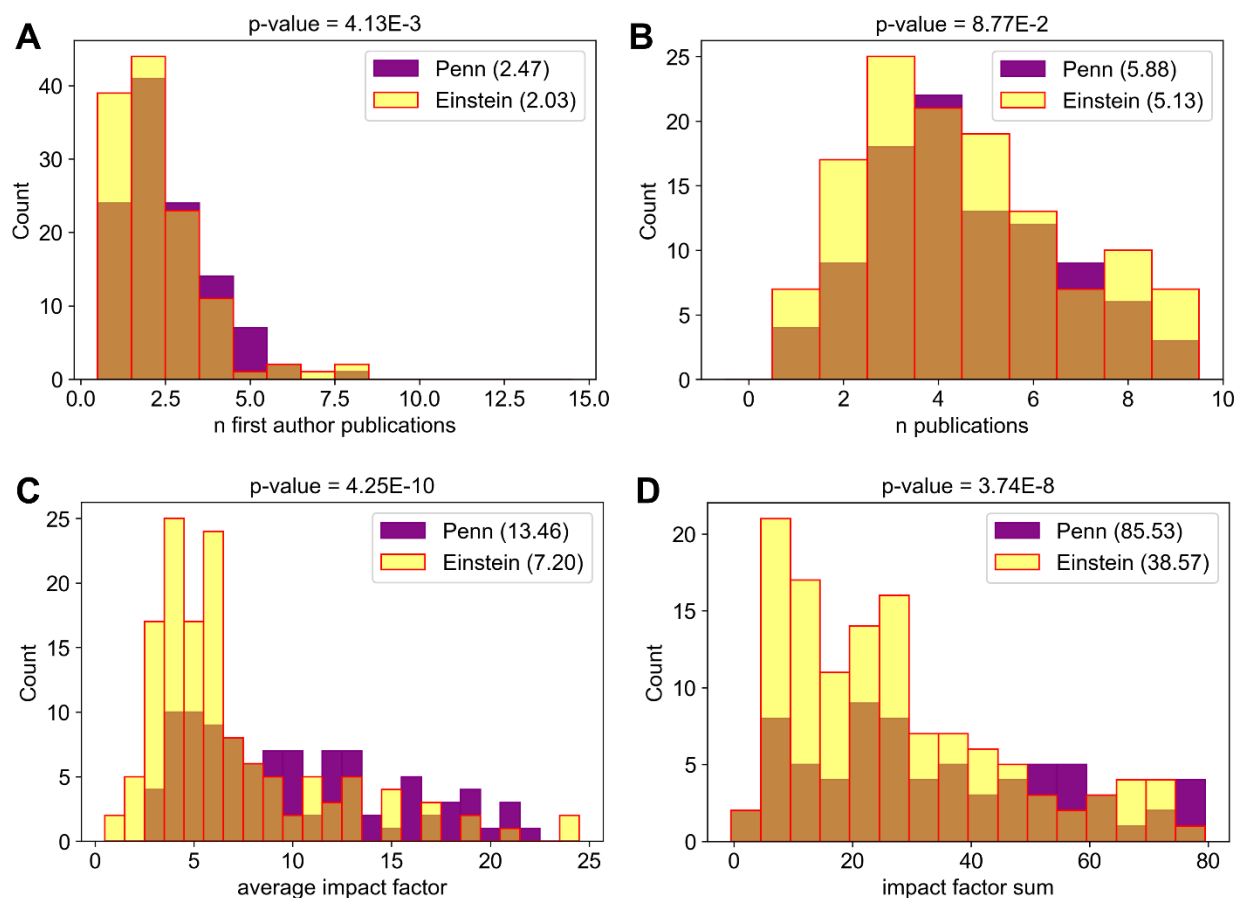 A
p-value = 4.13E-3
Penn (2.47)
Einstein (2.03)
Count
40
30
20
10
0
0.0 2.5 5.0 7.5 10.0 12.5 15.0
n first author publications
B
p-value = 8.77E-2
Penn (5.88)
Einstein (5.13)
Count
25
20
15
10
5
0
0 2 4 6 8 10
n publications
C
p-value = 4.25E-10
Penn (13.46)
Einstein (7.20)
Count
25
20
15
10
5
0
0 5 10 15 20 25
average impact factor
D
p-value = 3.74E-8
Penn (85.53)
Einstein (38.57)
Count
20
15
10
5
0
0 20 40 60 80
impact factor sum